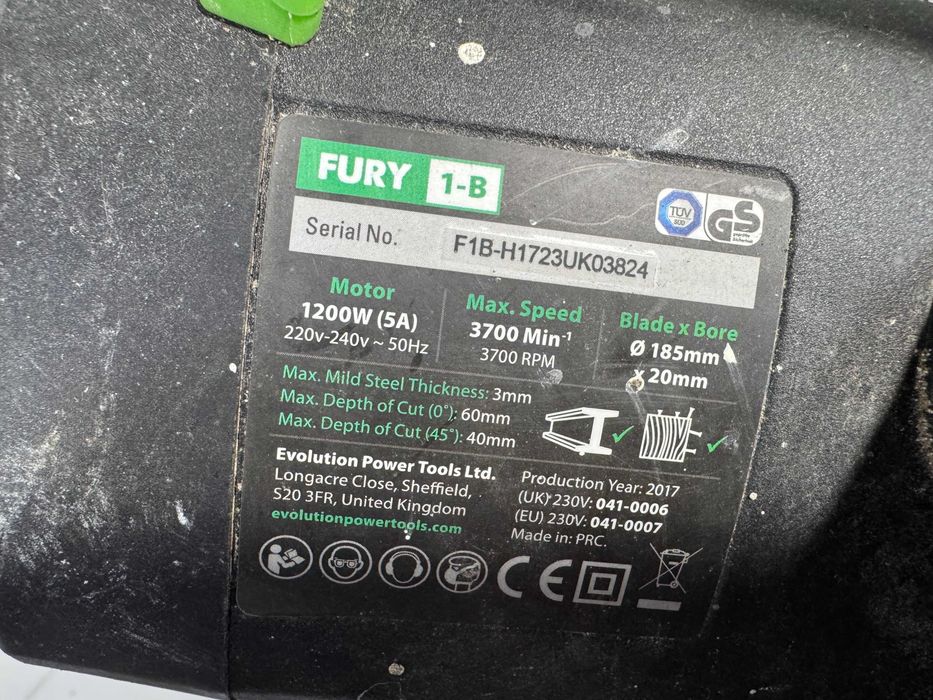 FURY 1-B
TÜV
SÜD
GS
Serial No. F1B-H1723UK03824
Motor
1200W (5A)
220v-240v ~ 50Hz
Max. Speed
3700 Min-1
3700 RPM
Blade x Bore
Ø 185mm
x 20mm
Max. Mild Steel Thickness: 3mm
Max. Depth of Cut (0°): 60mm
Max. Depth of Cut (45°): 40mm
Evolution Power Tools Ltd.
Longacre Close, Sheffield,
S20 3FR, United Kingdom
evolutionpowertools.com
Production Year: 2017
(UK) 230V: 041-0006
(EU) 230V: 041-0007
Made in: PRC.
CE